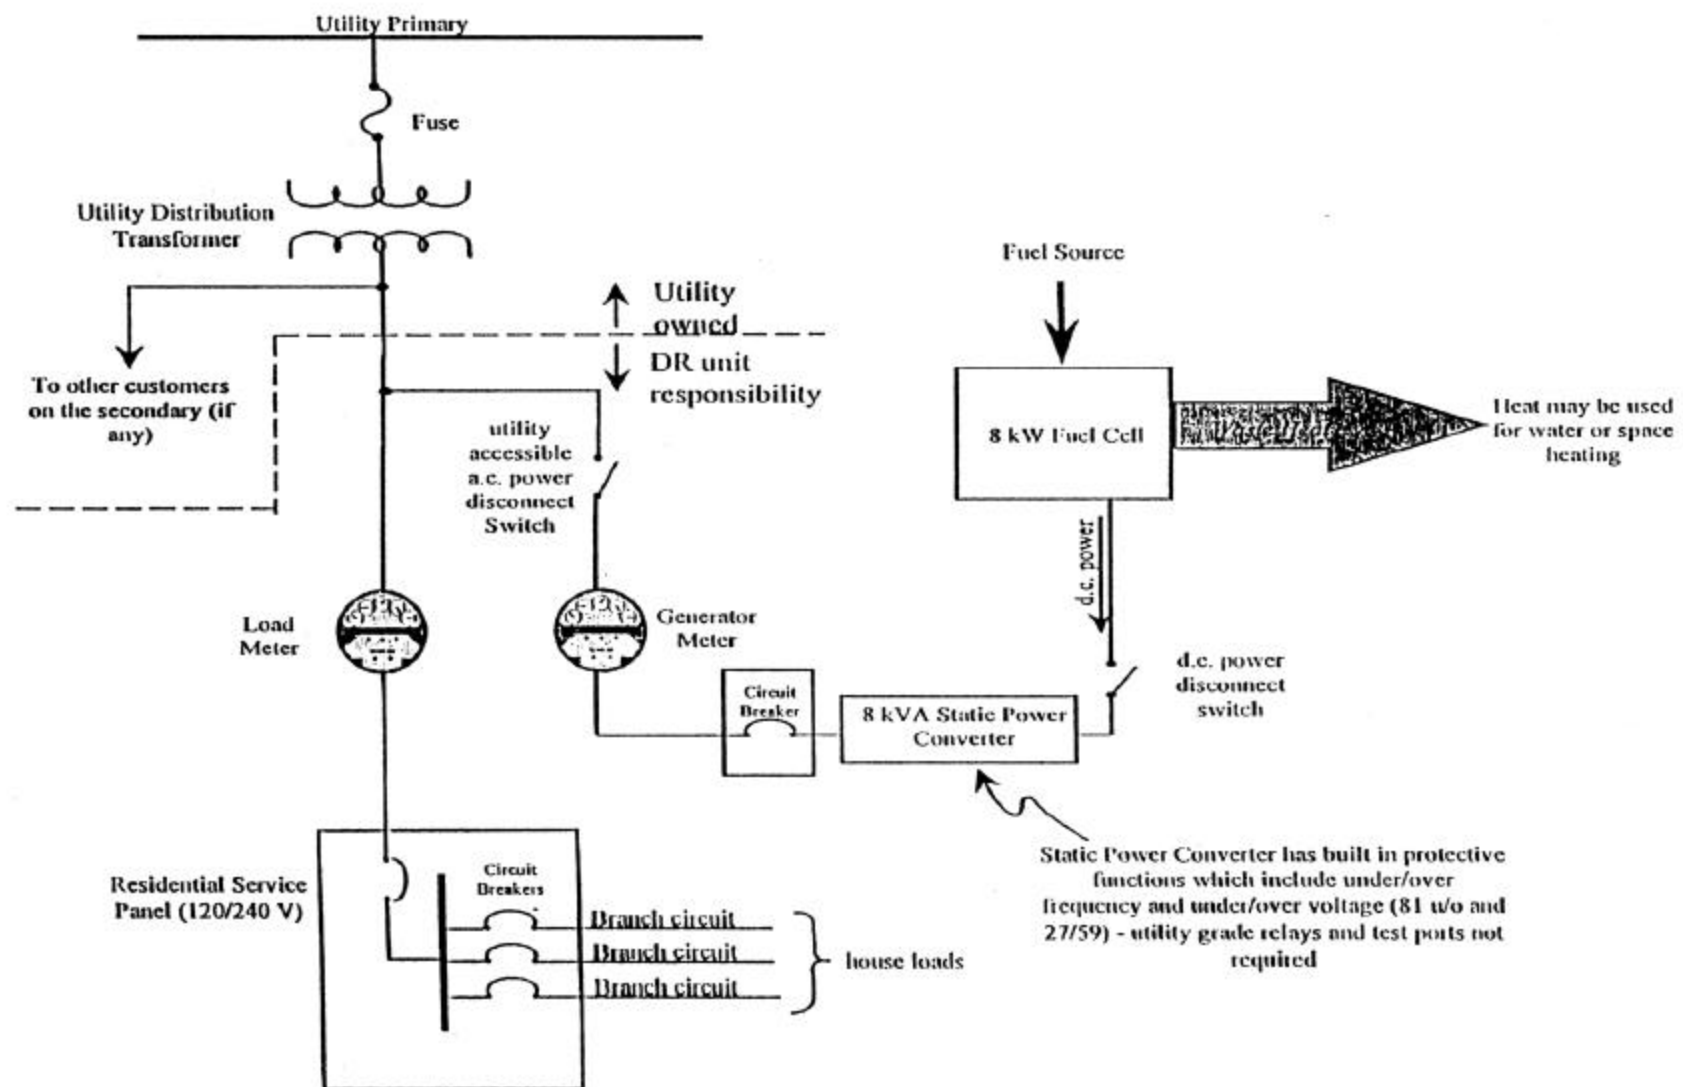 Utility Primary
Fuse
Utility Distribution
Transformer
Fuel Source
Utility
owned
DR unit
responsibility
To other customers
on the secondary (if
any)
utility
accessible
a.c. power
disconnect
Switch
8 kW Fuel Cell
Heat may be used
for water or space
heating
d.c. power
Load
Meter
Generator
Meter
d.c. power
disconnect
switch
Circuit
Breaker
8 kVA Static Power
Converter
Residential Service
Panel (120/240 V)
Circuit
Breakers
Branch circuit
Branch circuit
Branch circuit
house loads
Static Power Converter has built in protective
functions which include under/over
frequency and under/over voltage (81 u/o and
27/59) - utility grade relays and test ports not
required